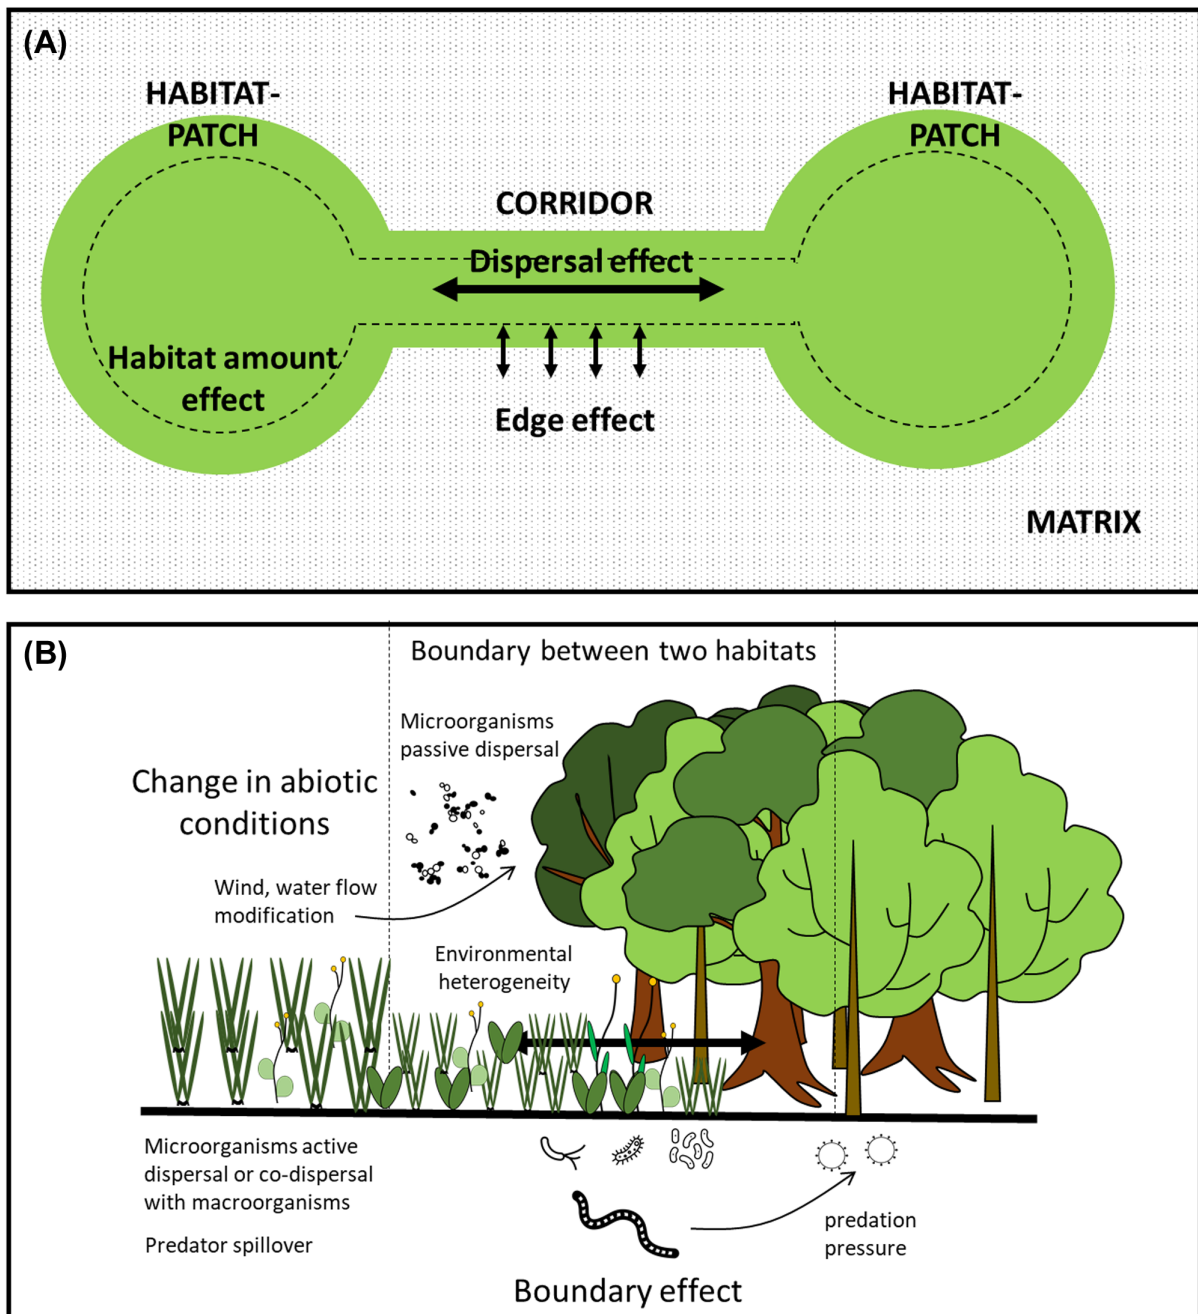 (A)
HABITAT-
PATCH
HABITAT-
PATCH
CORRIDOR
Dispersal effect
Habitat amount
effect
Edge effect
MATRIX
(B)
Boundary between two habitats
Microorganisms
passive dispersal
Change in abiotic
conditions
Wind, water flow
modification
Environmental
heterogeneity
Microorganisms active
dispersal or co-dispersal
with macroorganisms
Predator spillover
predation
pressure
Boundary effect